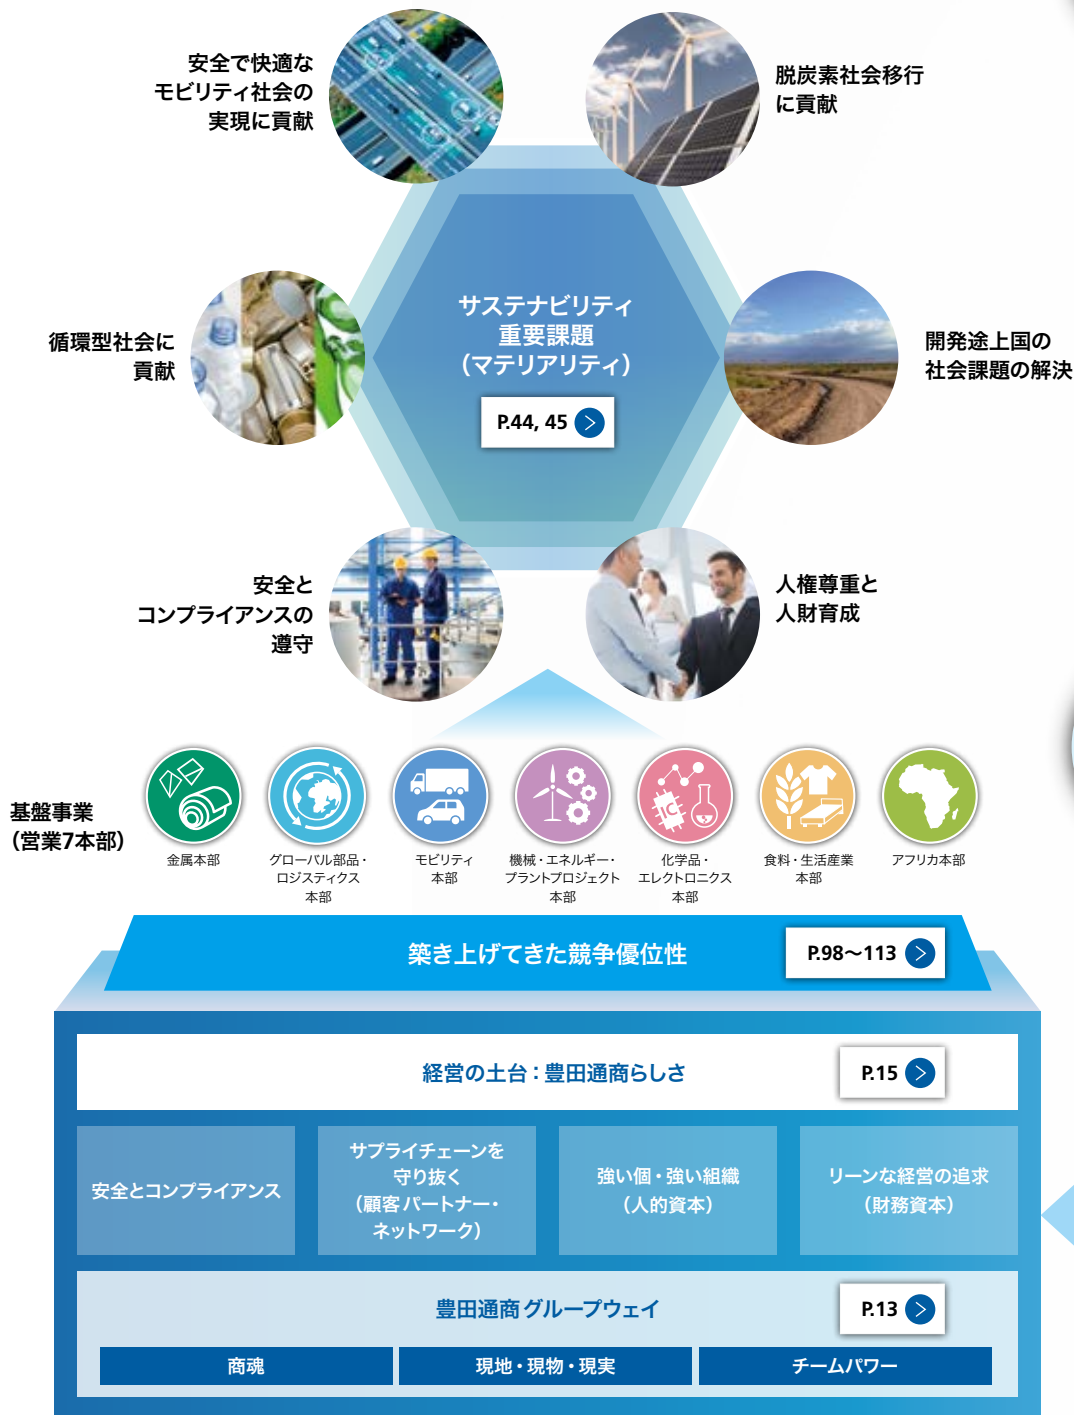 安全で快適な
モビリティ社会の
実現に貢献
脱炭素社会移行
に貢献
サステナビリティ
重要課題
（マテリアリティ）
P.44, 45
循環型社会に
貢献
開発途上国の
社会課題の解決
安全と
コンプライアンスの
遵守
人権尊重と
人財育成
基盤事業
（営業7本部）
金属本部
グローバル部品・
ロジスティクス
本部
モビリティ
本部
機械・エネルギー・
プラントプロジェクト
本部
IC
化学品・
エレクトロニクス
本部
食料・生活産業
本部
アフリカ本部
築き上げてきた競争優位性
P.98〜113
経営の土台：豊田通商らしさ
P.15
安全とコンプライアンス
サプライチェーンを
守り抜く
（顧客パートナー・
ネットワーク）
強い個・強い組織
（人的資本）
リーンな経営の追求
（財務資本）
豊田通商グループウェイ
P.13
商魂
現地・現物・現実
チームパワー